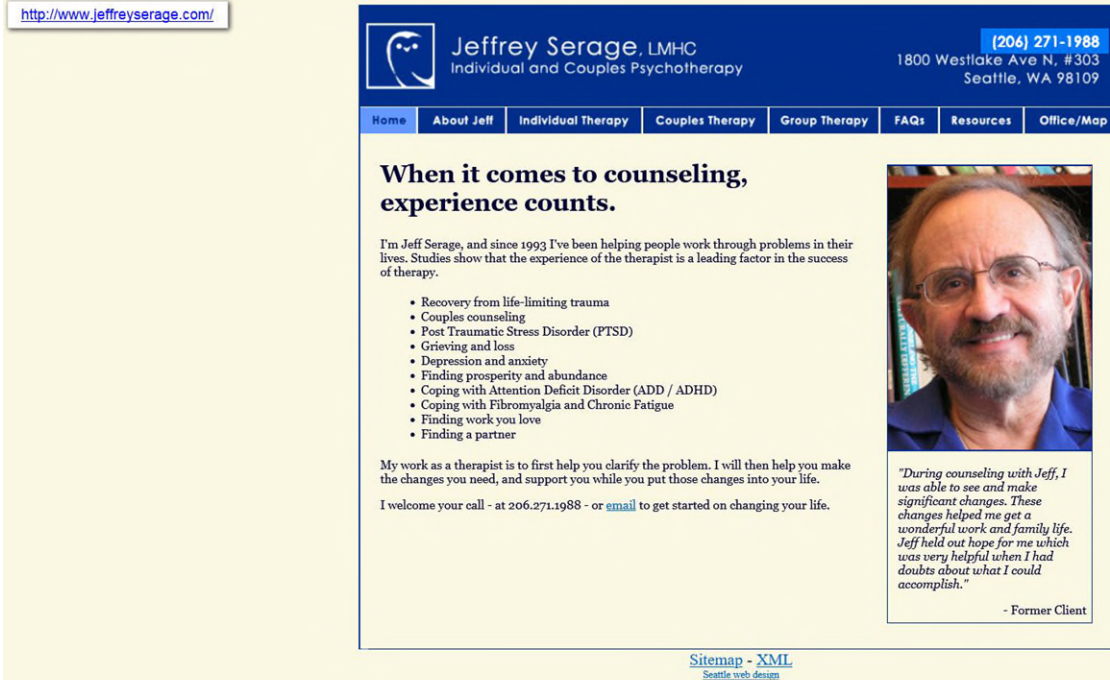 http://www.jeffreyserage.com/
Jeffrey Serage, LMHC
Individual and Couples Psychotherapy
(206) 271-1988
1800 Westlake Ave N, #303
Seattle, WA 98109
Home About Jeff Individual Therapy Couples Therapy Group Therapy FAQs Resources Office/Map
When it comes to counseling,
experience counts.
I'm Jeff Serage, and since 1993 I've been helping people work through problems in their
lives. Studies show that the experience of the therapist is a leading factor in the success
of therapy.
• Recovery from life-limiting trauma
• Couples counseling
• Post Traumatic Stress Disorder (PTSD)
• Grieving and loss
• Depression and anxiety
• Finding prosperity and abundance
• Coping with Attention Deficit Disorder (ADD / ADHD)
• Coping with Fibromyalgia and Chronic Fatigue
• Finding work you love
• Finding a partner
My work as a therapist is to first help you clarify the problem. I will then help you make
the changes you need, and support you while you put those changes into your life.
I welcome your call - at 206.271.1988 - or email to get started on changing your life.
"During counseling with Jeff, I
was able to see and make
significant changes. These
changes helped me get a
wonderful work and family life.
Jeff held out hope for me which
was very helpful when I had
doubts about what I could
accomplish."
- Former Client
Sitemap - XML
Seattle web design